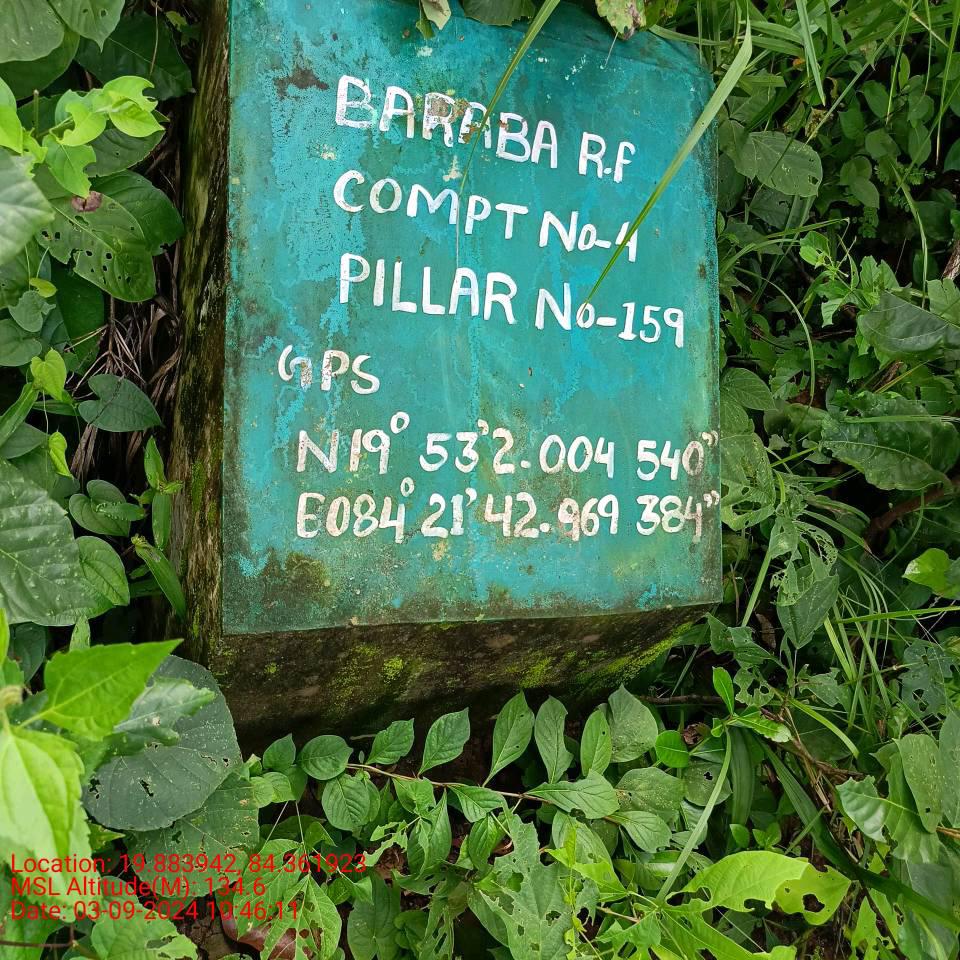 BARABA R.F
COMPT No-4
PILLAR No-159
GPS
N19° 53'2.004 540"
E084° 21' 42.969 384"
Location: 19.883942, 84.361923
MSL Altitude(M): 134.6
Date: 03-09-2024 10:46:11